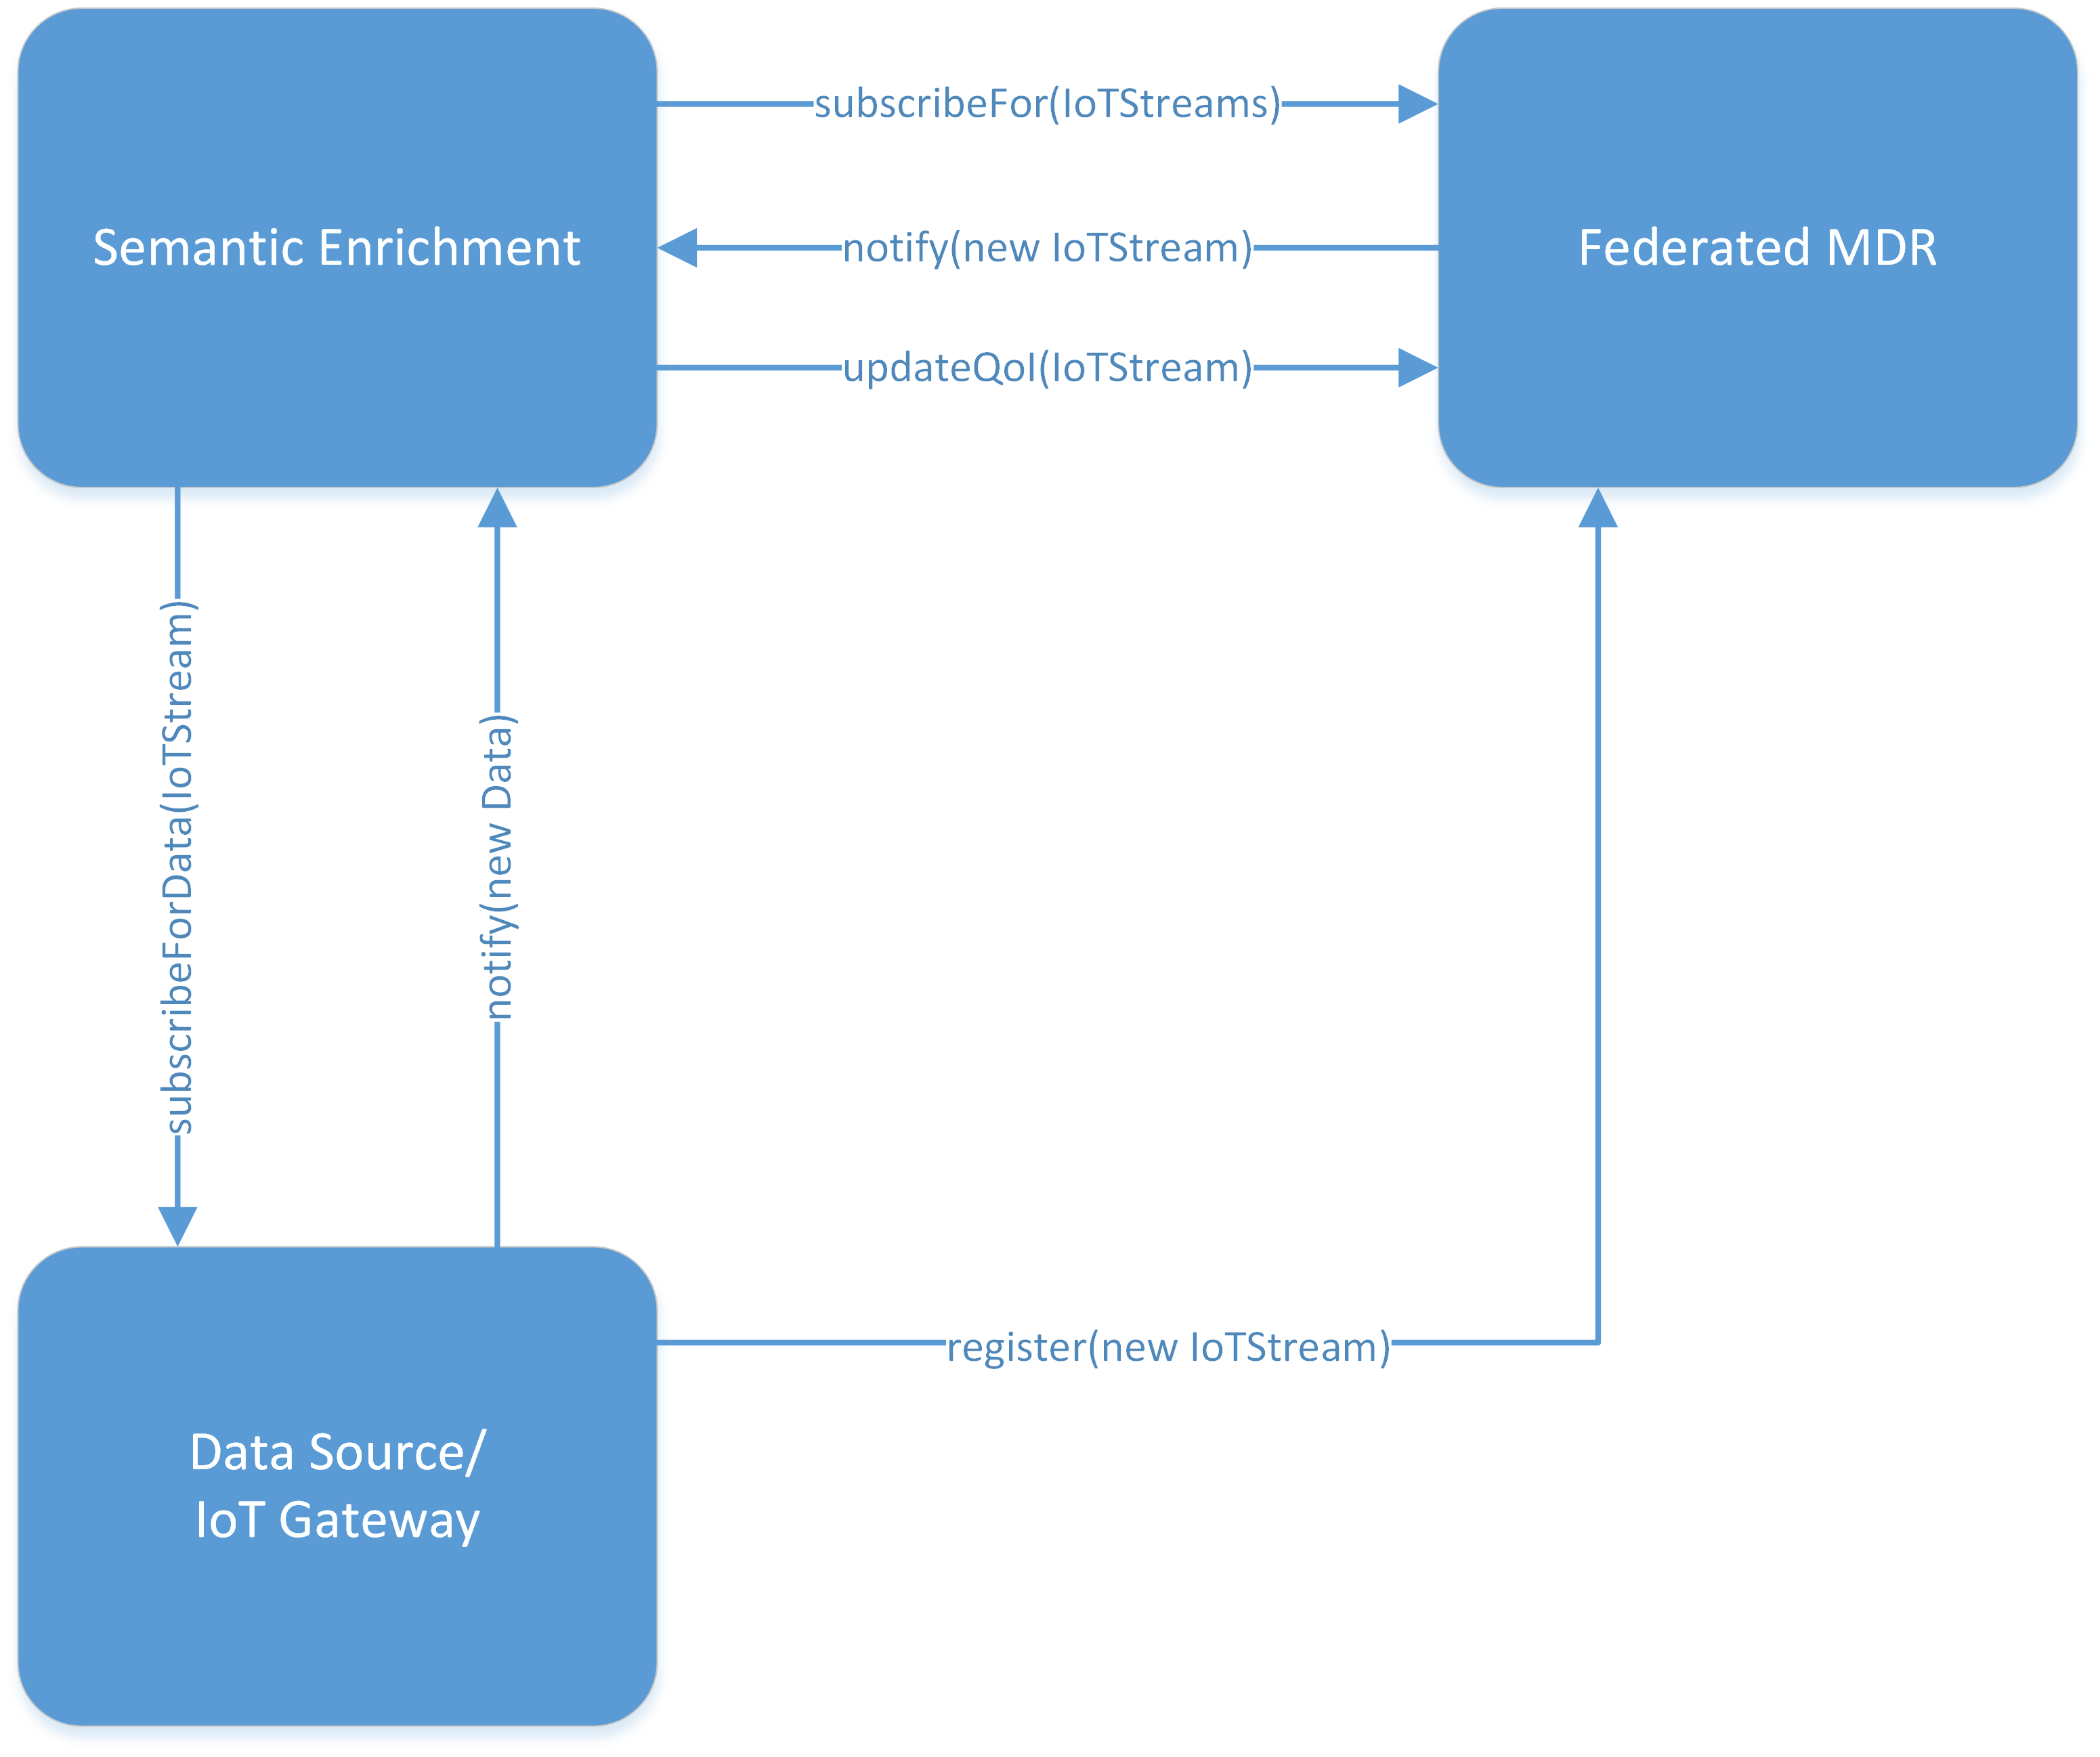 subscribeFor(IoTStreams)
Semantic Enrichment
notify(new IoTStream)
Federated MDR
updateQoI(IoTStream)
subscribeForData(IoTStream)
notify(new Data)
register(new IoTStream)
Data Source/
IoT Gateway